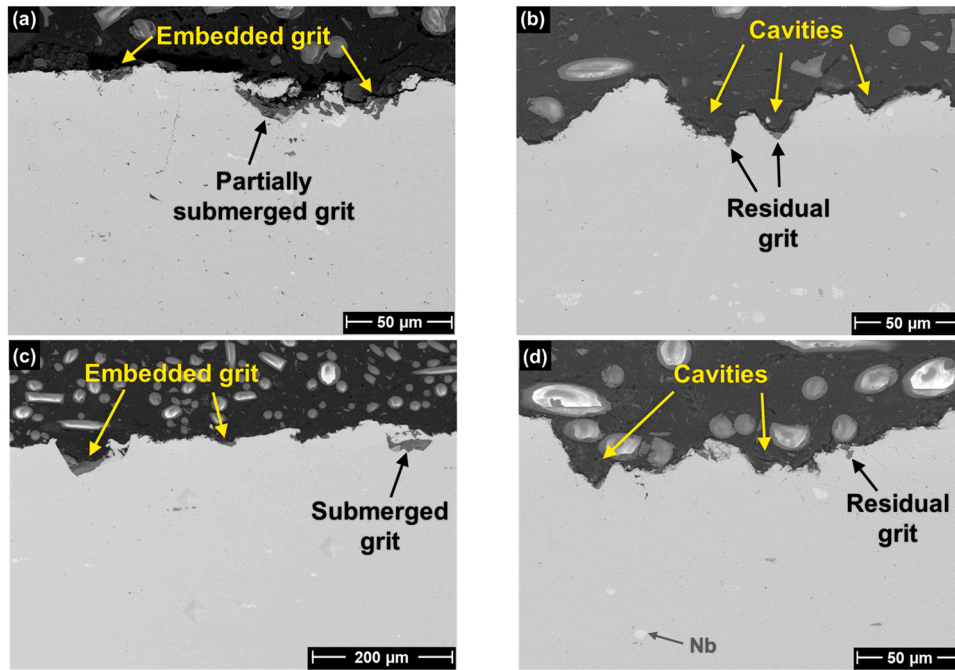 (a)
Embedded grit
Partially
submerged grit
50 µm
(b)
Cavities
Residual
grit
50 µm
(c)
Embedded grit
Submerged
grit
200 µm
(d)
Cavities
Residual
grit
Nb
50 µm